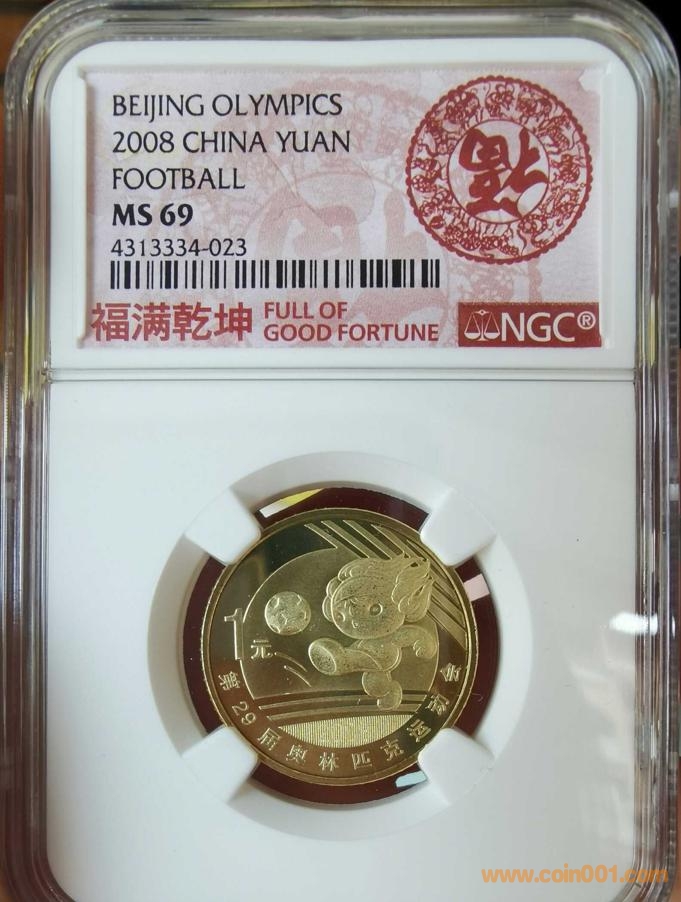 BEIJING OLYMPICS
2008 CHINA YUAN
FOOTBALL
MS 69
4313334-023
福
福满乾坤
FULL OF
GOOD FORTUNE
NGC®
1元
第29届奥林匹克运动会
www.coin001.com